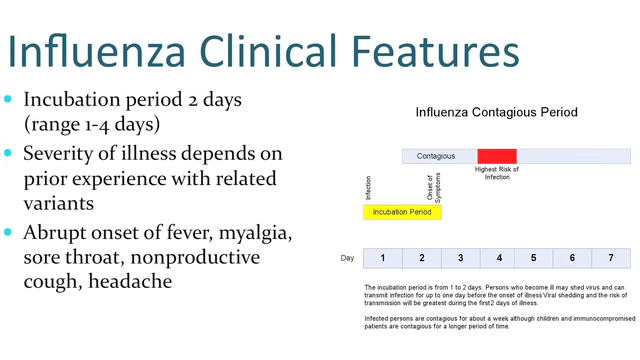 Influenza Clinical Features
Incubation period 2 days
(range 1-4 days)
Severity of illness depends on
prior experience with related
variants
Abrupt onset of fever, myalgia,
sore throat, nonproductive
cough, headache
Influenza Contagious Period
Contagious
Highest Risk of
Infection
Infection
Onset of
Symptoms
Incubation Period
Day 1 2 3 4 5 6 7
The incubation period is from 1 to 2 days. Persons who become ill may shed virus and can
transmit infection for up to one day before the onset of illness Viral shedding and the risk of
transmission will be greatest during the first 2 days of illness.
Infected persons are contagious for about a week although children and immunocompromised
patients are contagious for a longer period of time.